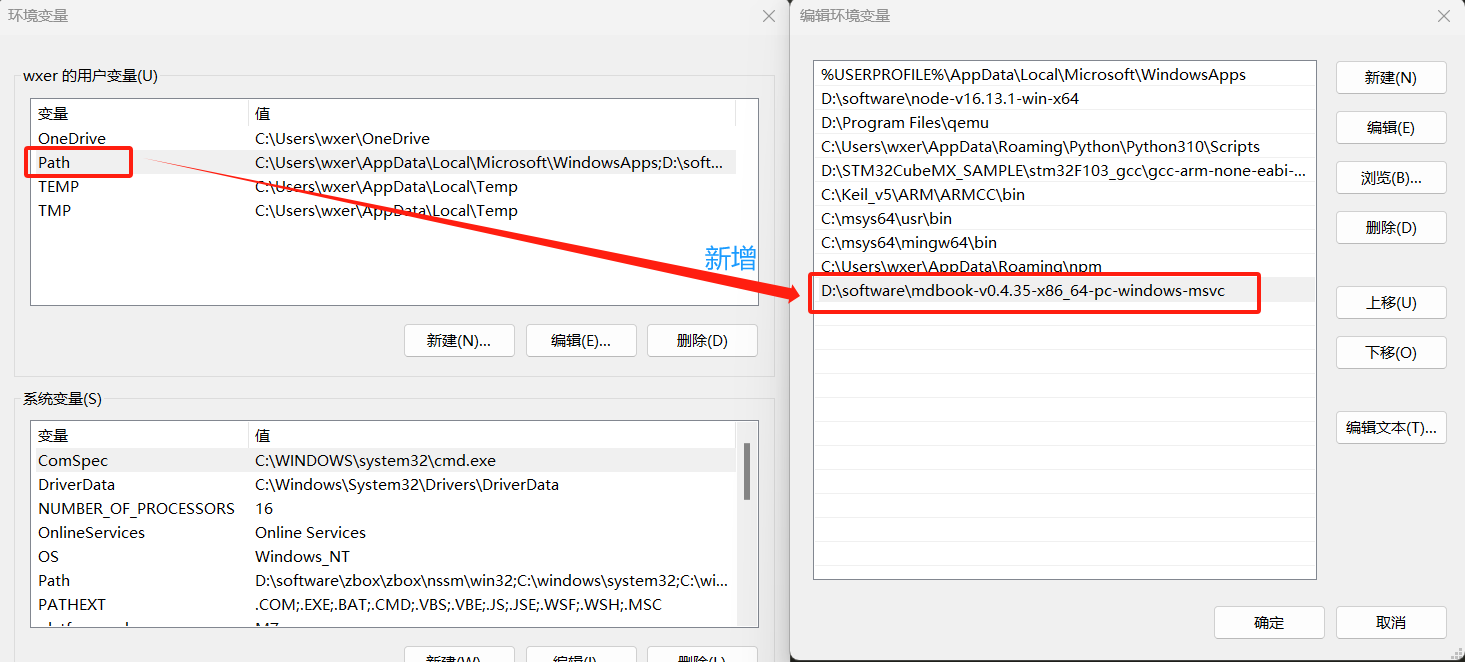 环境变量
wxer 的用户变量(U)
变量 值
OneDrive C:\Users\wxer\OneDrive
Path C:\Users\wxer\AppData\Local\Microsoft\WindowsApps;D:\soft...
TEMP C:\Users\wxer\AppData\Local\Temp
TMP C:\Users\wxer\AppData\Local\Temp
新增
新建(N)... 编辑(E)... 删除(D)
系统变量(S)
变量 值
ComSpec C:\WINDOWS\system32\cmd.exe
DriverData C:\Windows\System32\Drivers\DriverData
NUMBER_OF_PROCESSORS 16
OnlineServices Online Services
OS Windows_NT
Path D:\software\zbox\zbox\nssm\win32;C:\windows\system32;C:\wi...
PATHEXT .COM;.EXE;.BAT;.CMD;.VBS;.VBE;.JS;.JSE;.WSF;.WSH;.MSC
新建(W)... 编辑(I)... 删除(L)
编辑环境变量
%USERPROFILE%\AppData\Local\Microsoft\WindowsApps
D:\software\node-v16.13.1-win-x64
D:\Program Files\qemu
C:\Users\wxer\AppData\Roaming\Python\Python310\Scripts
D:\STM32CubeMX_SAMPLE\stm32F103_gcc\gcc-arm-none-eabi-...
C:\Keil_v5\ARM\ARMCC\bin
C:\msys64\usr\bin
C:\msys64\mingw64\bin
C:\Users\wxer\AppData\Roaming\npm
D:\software\mdbook-v0.4.35-x86_64-pc-windows-msvc
新建(N)
编辑(E)
浏览(B)...
删除(D)
上移(U)
下移(O)
编辑文本(T)...
确定 取消